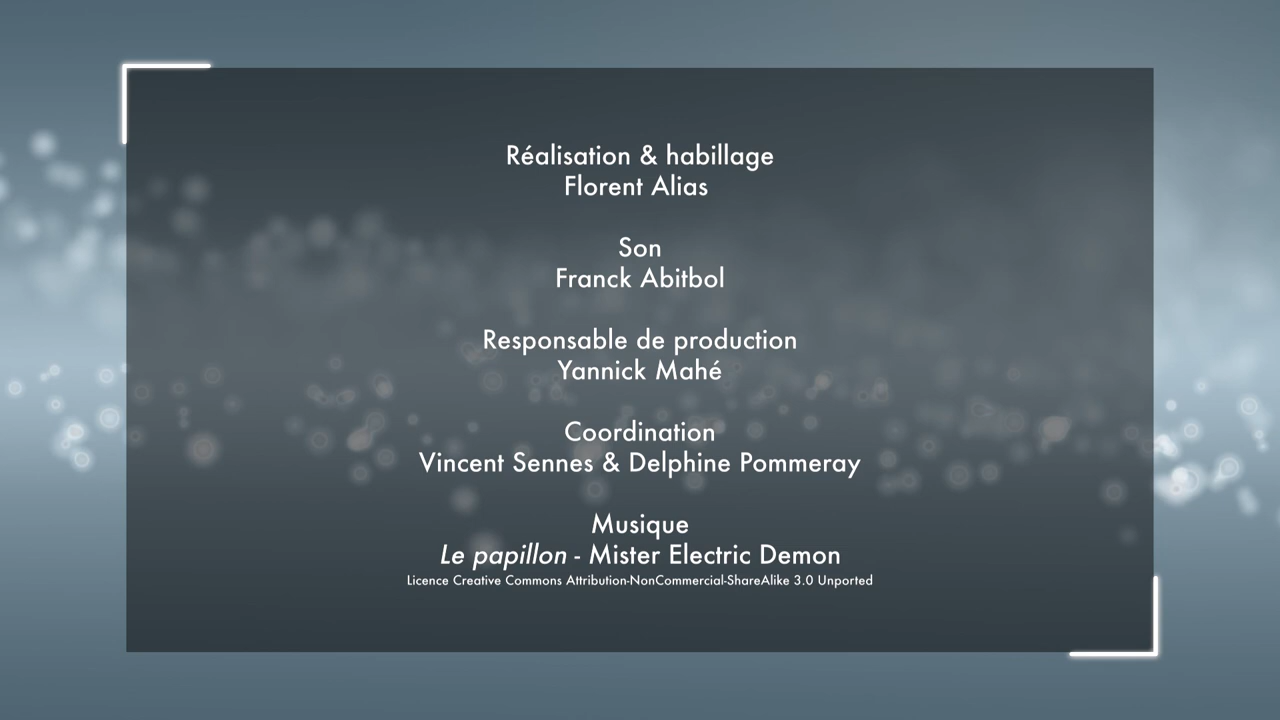 Réalisation & habillage
Florent Alias
Son
Franck Abitbol
Responsable de production
Yannick Mahé
Coordination
Vincent Sennes & Delphine Pommeray
Musique
Le papillon - Mister Electric Demon
Licence Creative Commons Attribution-NonCommercial-ShareAlike 3.0 Unported